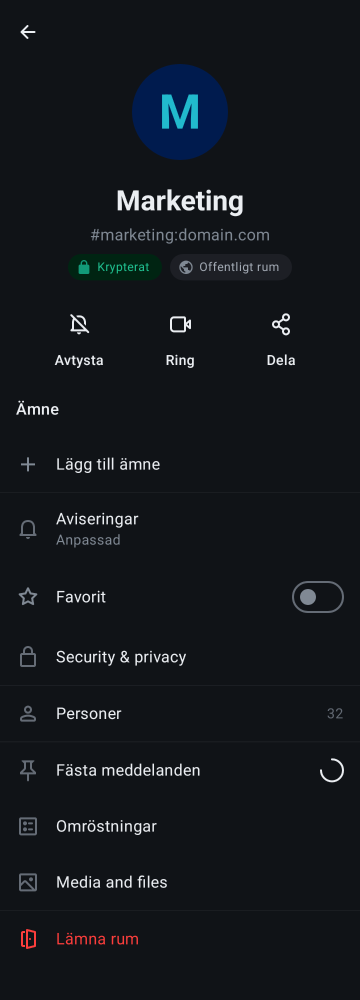 M
Marketing
#marketing:domain.com
Krypterat
Offentligt rum
Avtysta
Ring
Dela
Ämne
Lägg till ämne
Aviseringar
Anpassad
Favorit
Security & privacy
Personer 32
Fästa meddelanden
Omröstningar
Media and files
Lämna rum